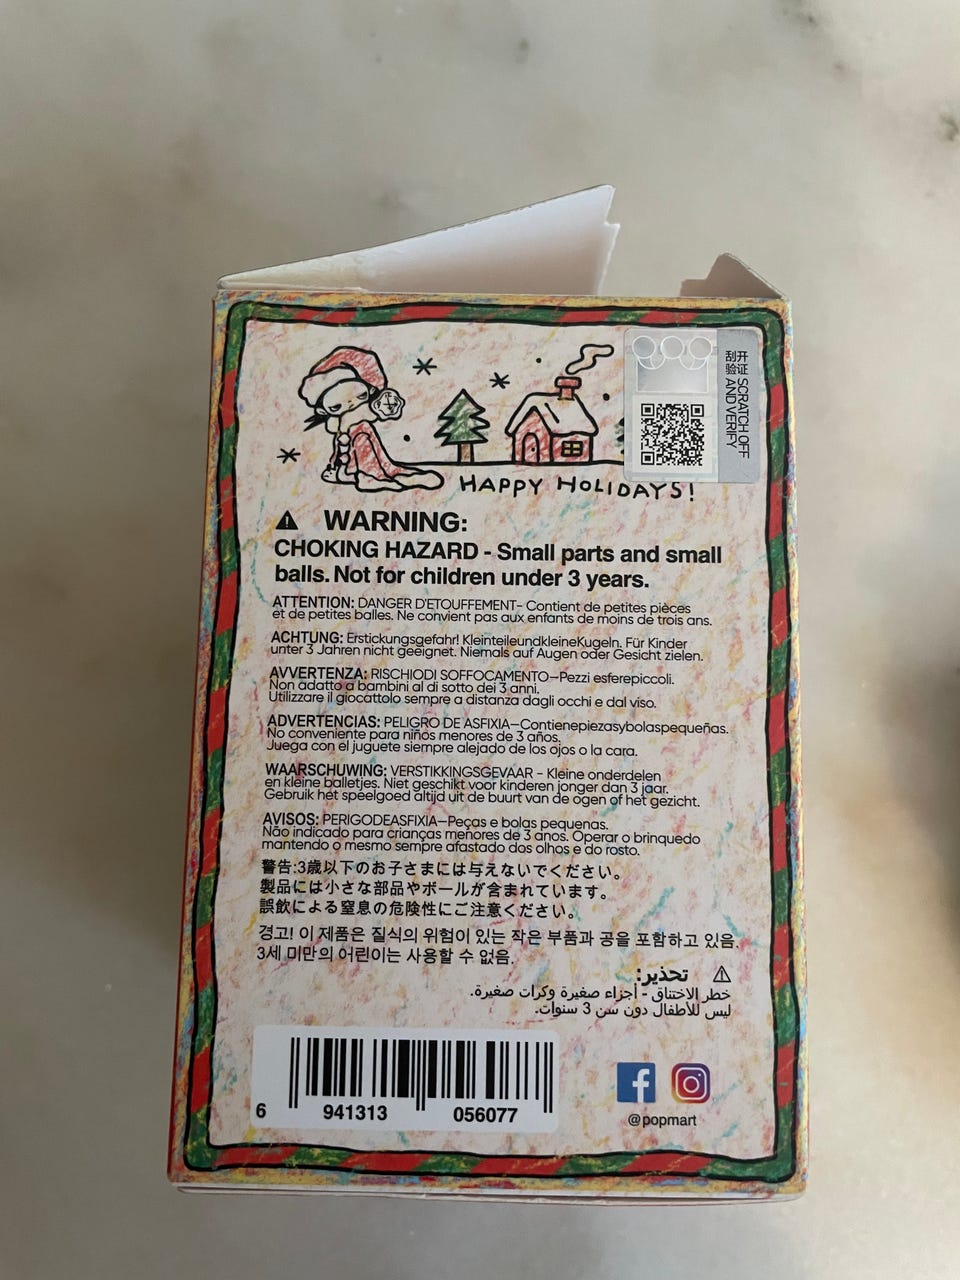 HAPPY HOLIDAYS!
开证 SCRATCH OFF
刮验 AND VERIFY
⚠ WARNING:
CHOKING HAZARD - Small parts and small
balls. Not for children under 3 years.
ATTENTION: DANGER D'ETOUFFEMENT- Contient de petites pièces
et de petites balles. Ne convient pas aux enfants de moins de trois ans.
ACHTUNG: Erstickungsgefahr! KleinteileundkleineKugeln. Für Kinder
unter 3 Jahren nicht geeignet. Niemals auf Augen oder Gesicht zielen.
AVVERTENZA: RISCHIODI SOFFOCAMENTO—Pezzi esferepiccoli.
Non adatto a bambini al di sotto dei 3 anni.
Utilizzare il giocattolo sempre a distanza dagli occhi e dal viso.
ADVERTENCIAS: PELIGRO DE ASFIXIA—Contienepiezasybolaspequeñas.
No conveniente para niños menores de 3 años.
Juega con el juguete siempre alejado de los ojos o la cara.
WAARSCHUWING: VERSTIKKINGSGEVAAR - Kleine onderdelen
en kleine balletjes. Niet geschikt voor kinderen jonger dan 3 jaar.
Gebruik het speelgoed altijd uit de buurt van de ogen of het gezicht.
AVISOS: PERIGODEASFIXIA—Peças e bolas pequenas.
Não indicado para crianças menores de 3 anos. Operar o brinquedo
mantendo o mesmo sempre afastado dos olhos e do rosto.
警告:3歳以下のお子さまには与えないでください。
製品には小さな部品やボールが含まれています。
誤飲による窒息の危険性にご注意ください。
경고! 이 제품은 질식의 위험이 있는 작은 부품과 공을 포함하고 있음.
3세 미만의 어린이는 사용할 수 없음.
⚠ تحذير:
خطر الاختناق - أجزاء صغيرة وكرات صغيرة.
ليس للأطفال دون سن 3 سنوات.
6 941313 056077
@popmart